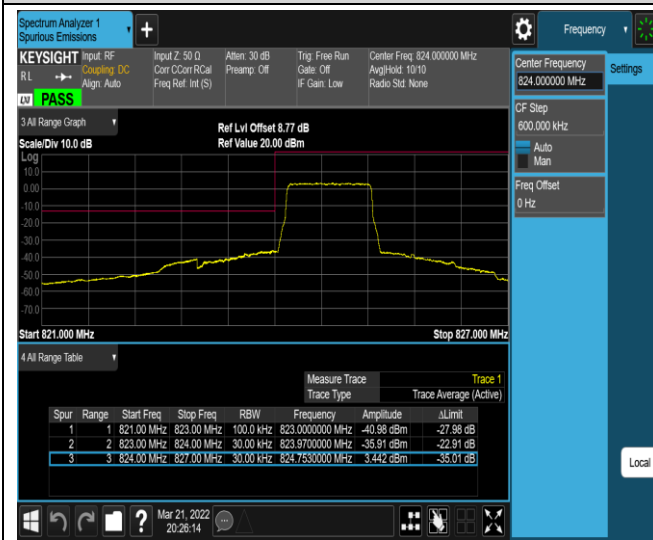 Spectrum Analyzer 1
Spurious Emissions
+
Frequency
KEYSIGHT
Input: RF
Coupling: DC
Align: Auto
Input Z: 50 Ω
Corr CCorr RCal
Freq Ref: Int (S)
Atten: 30 dB
Preamp: Off
Trig: Free Run
Gate: Off
IF Gain: Low
Center Freq: 824.000000 MHz
Avg|Hold: 10/10
Radio Std: None
R L
LXI PASS
Center Frequency
824.000000 MHz
Settings
CF Step
600.000 kHz
Auto
Man
Freq Offset
0 Hz
3 All Range Graph
Ref Lvl Offset 8.77 dB
Scale/Div 10.0 dB
Ref Value 20.00 dBm
Log
10.0
0.00
-10.0
-20.0
-30.0
-40.0
-50.0
-60.0
-70.0
Start 821.000 MHz
Stop 827.000 MHz
4 All Range Table
Measure Trace Trace 1
Trace Type Trace Average (Active)
Spur Range Start Freq Stop Freq RBW Frequency Amplitude ΔLimit
1 1 821.00 MHz 823.00 MHz 100.0 kHz 823.0000000 MHz -40.98 dBm -27.98 dB
2 2 823.00 MHz 824.00 MHz 30.00 kHz 823.9700000 MHz -35.91 dBm -22.91 dB
3 3 824.00 MHz 827.00 MHz 30.00 kHz 824.7530000 MHz 3.442 dBm -35.01 dB
Local
?
Mar 21, 2022
20:26:14